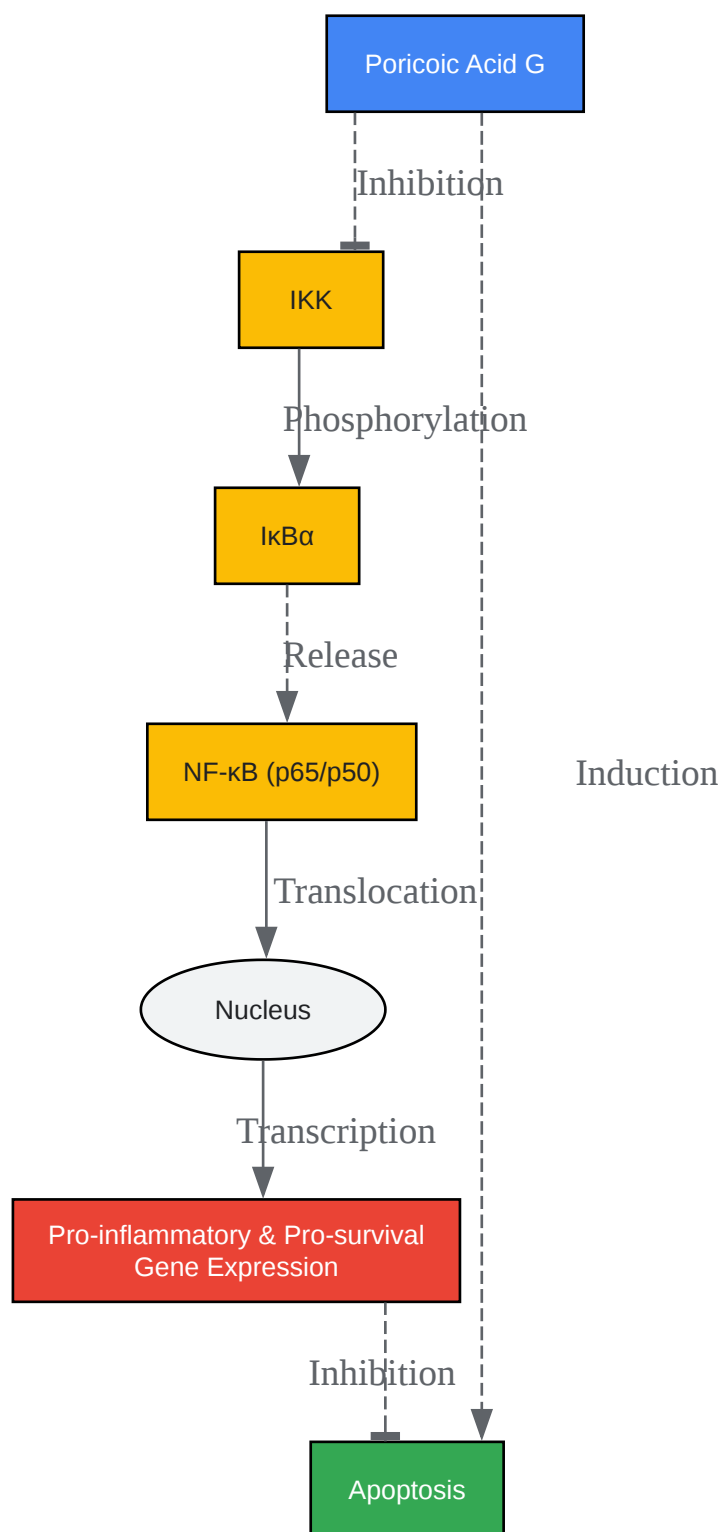 Poricoic Acid G
Inhibition
IKK
Phosphorylation
IκBα
Release
NF-κB (p65/p50)
Induction
Translocation
Nucleus
Transcription
Pro-inflammatory & Pro-survival
Gene Expression
Inhibition
Apoptosis